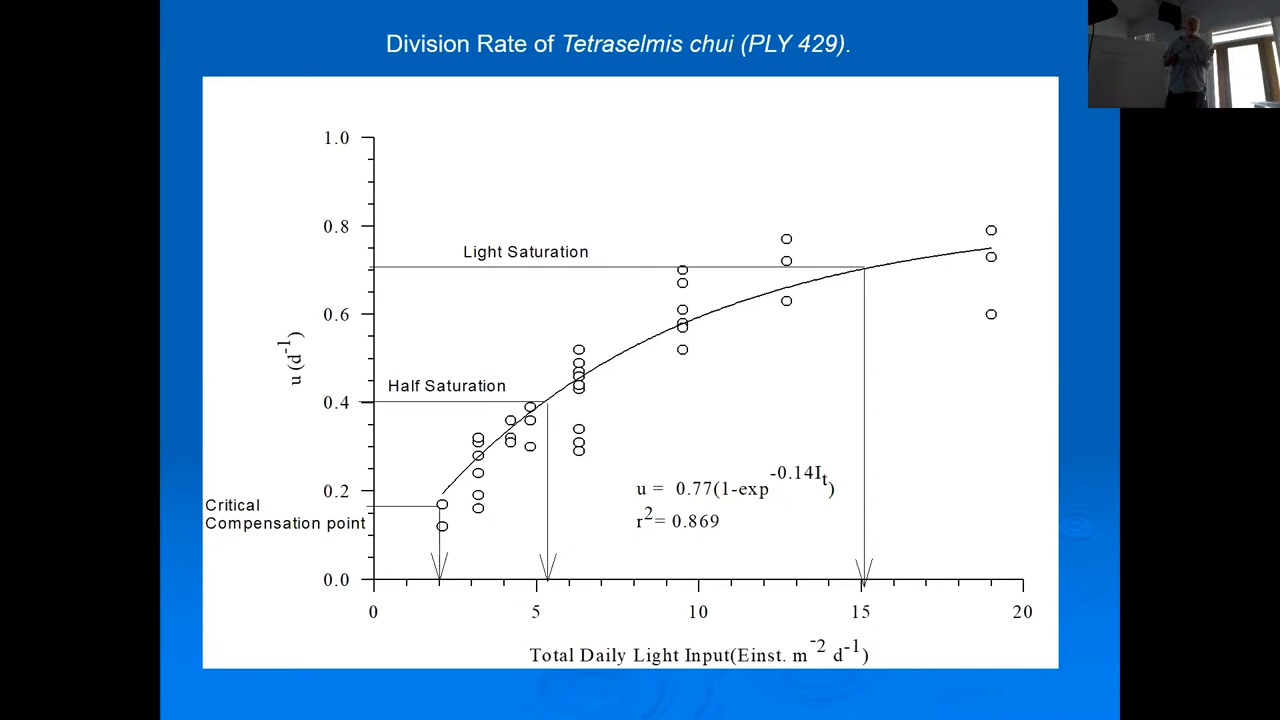 Division Rate of Tetraselmis chui (PLY 429).
1.0
0.8
Light Saturation
0.6
u (d-1)
Half Saturation
0.4
u = 0.77(1-exp-0.14It)
0.2
Critical
Compensation point
r2= 0.869
0.0
0 5 10 15 20
Total Daily Light Input(Einst. m-2 d-1)